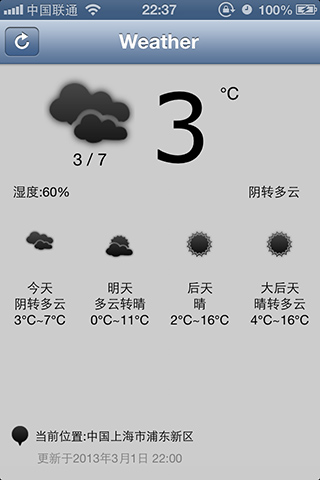 中国联通 22:37 100%
Weather
3
°C
3 / 7
湿度:60% 阴转多云
今天 明天 后天 大后天
阴转多云 多云转晴 晴 晴转多云
3°C~7°C 0°C~11°C 2°C~16°C 4°C~16°C
当前位置:中国上海市浦东新区
更新于2013年3月1日 22:00